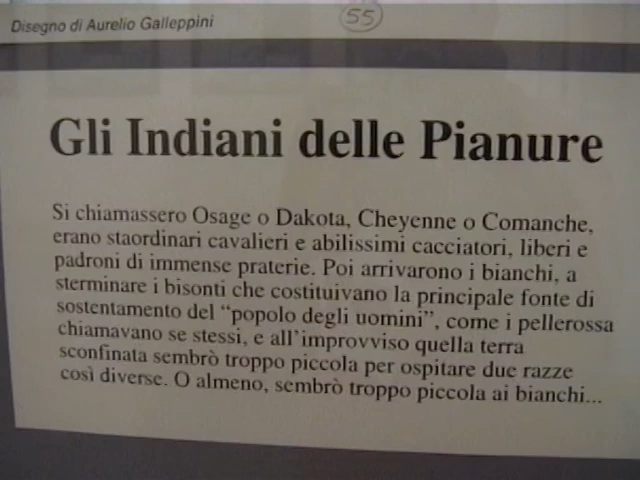 Disegno di Aurelio Galleppini
55
Gli Indiani delle Pianure
Si chiamassero Osage o Dakota, Cheyenne o Comanche,
erano staordinari cavalieri e abilissimi cacciatori, liberi e
padroni di immense praterie. Poi arrivarono i bianchi, a
sterminare i bisonti che costituivano la principale fonte di
sostentamento del “popolo degli uomini”, come i pellerossa
chiamavano se stessi, e all’improvviso quella terra
sconfinata sembrò troppo piccola per ospitare due razze
così diverse. O almeno, sembrò troppo piccola ai bianchi...